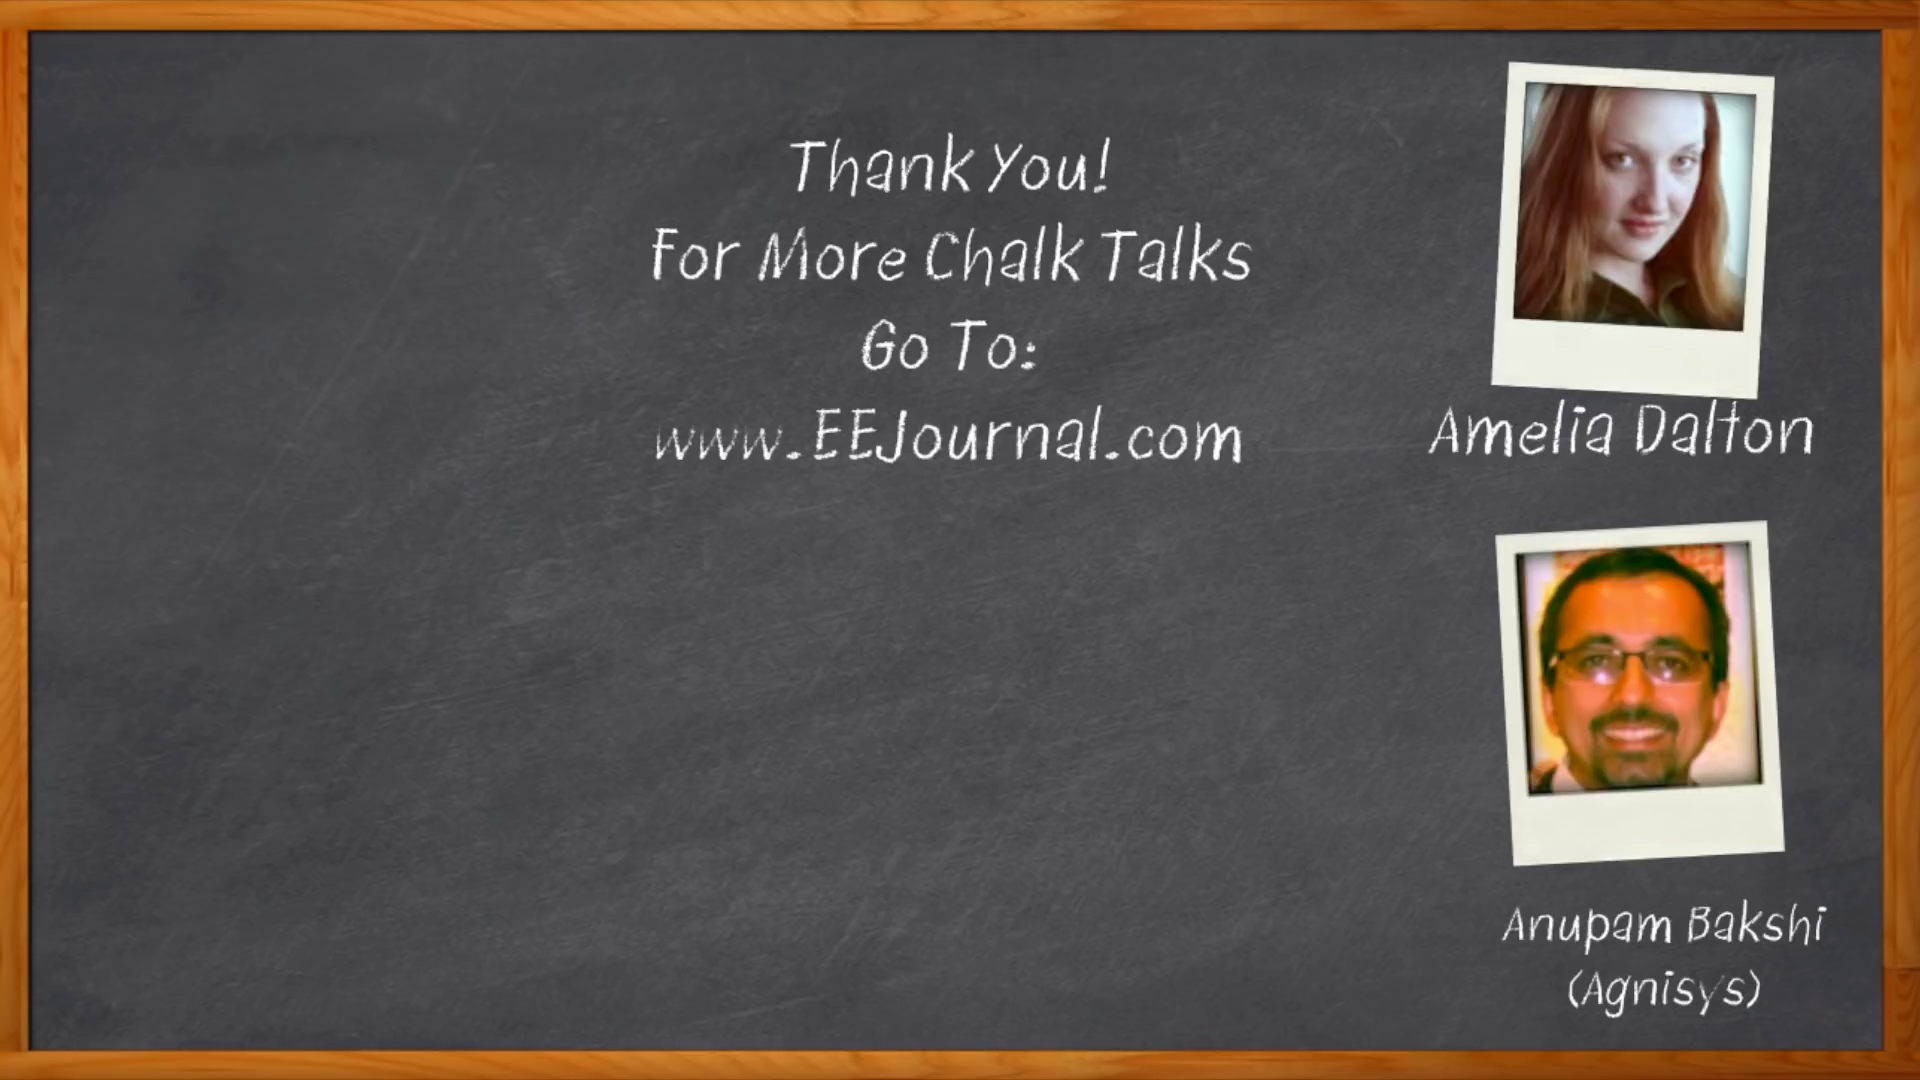 Thank You!
For More Chalk Talks
Go To:
www.EEJournal.com
Amelia Dalton
Anupam Bakshi
(Agnisys)